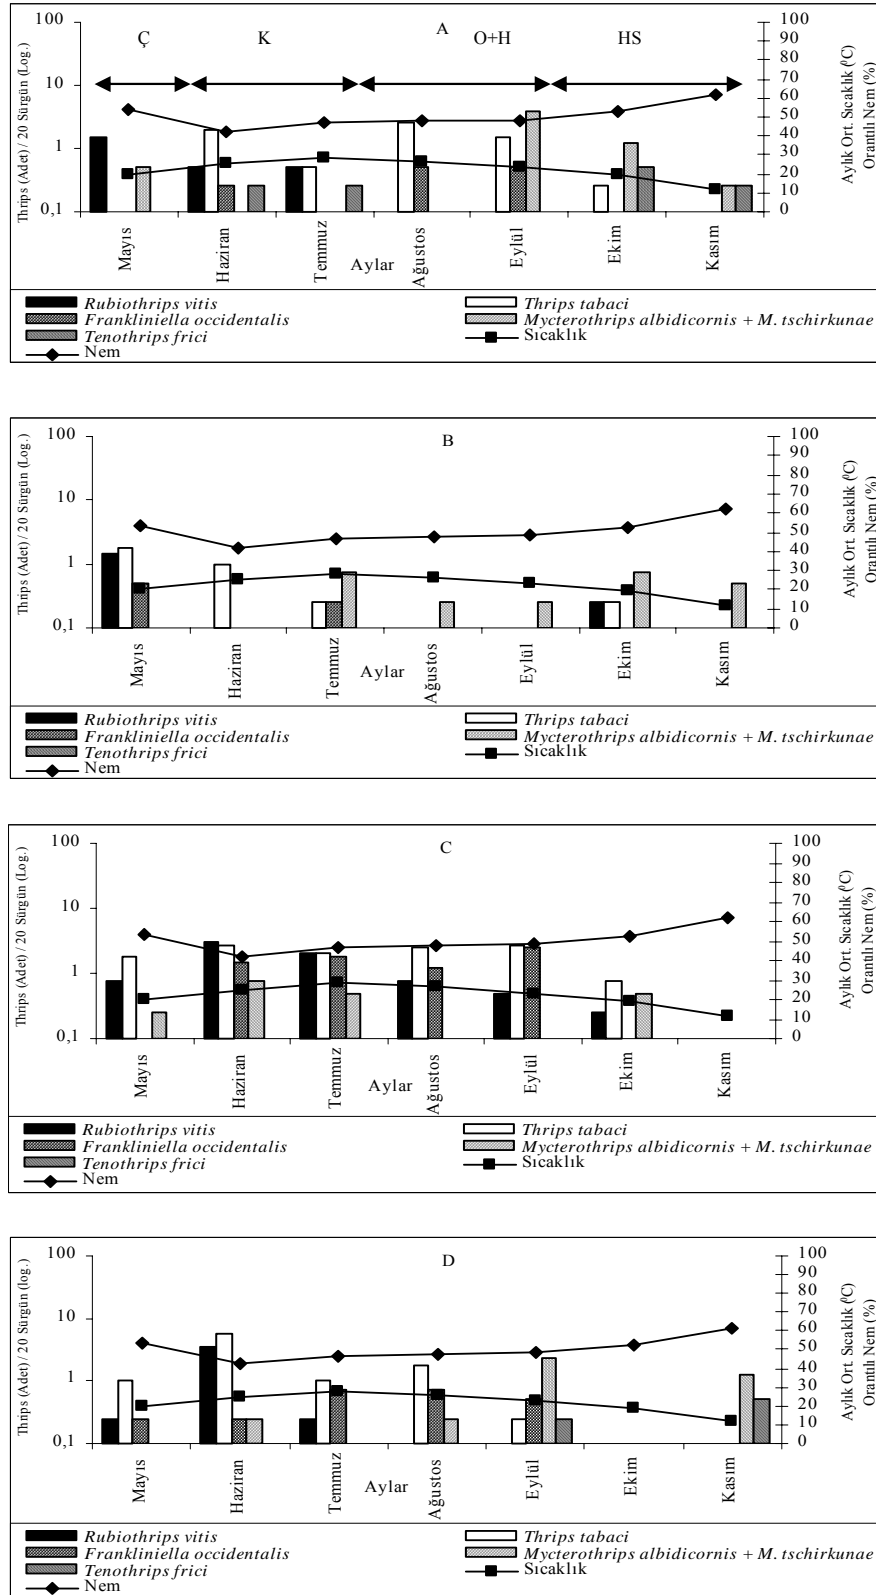 A
Ç K O+H HS
Thrips (Adet) / 20 Sürgün (Log.)
100
10
1
0,1
100
90
80
70
60
50
40
30
20
10
0
Aylık Ort. Sıcaklık (⁰C)
Orantılı Nem (%)
Mayıs Haziran Temmuz Ağustos Eylül Ekim Kasım
Aylar
Rubiothrips vitis Thrips tabaci
Frankliniella occidentalis Mycterothrips albidicornis + M. tschirkunae
Tenothrips frici Sıcaklık
Nem
B
Thrips (Adet) / 20 Sürgün (Log.)
100
10
1
0,1
100
90
80
70
60
50
40
30
20
10
0
Aylık Ort. Sıcaklık (⁰C)
Orantılı Nem (%)
Mayıs Haziran Temmuz Ağustos Eylül Ekim Kasım
Aylar
Rubiothrips vitis Thrips tabaci
Frankliniella occidentalis Mycterothrips albidicornis + M. tschirkunae
Tenothrips frici Sıcaklık
Nem
C
Thrips (Adet) / 20 Sürgün (Log.)
100
10
1
0,1
100
90
80
70
60
50
40
30
20
10
0
Aylık Ort. Sıcaklık (⁰C)
Orantılı Nem (%)
Mayıs Haziran Temmuz Ağustos Eylül Ekim Kasım
Aylar
Rubiothrips vitis Thrips tabaci
Frankliniella occidentalis Mycterothrips albidicornis + M. tschirkunae
Tenothrips frici Sıcaklık
Nem
D
Thrips (Adet) / 20 Sürgün (log.)
100
10
1
0,1
100
90
80
70
60
50
40
30
20
10
0
Aylık Ort. Sıcaklık (⁰C)
Orantılı Nem (%)
Mayıs Haziran Temmuz Ağustos Eylül Ekim Kasım
Aylar
Rubiothrips vitis Thrips tabaci
Frankliniella occidentalis Mycterothrips albidicornis + M. tschirkunae
Tenothrips frici Sıcaklık
Nem